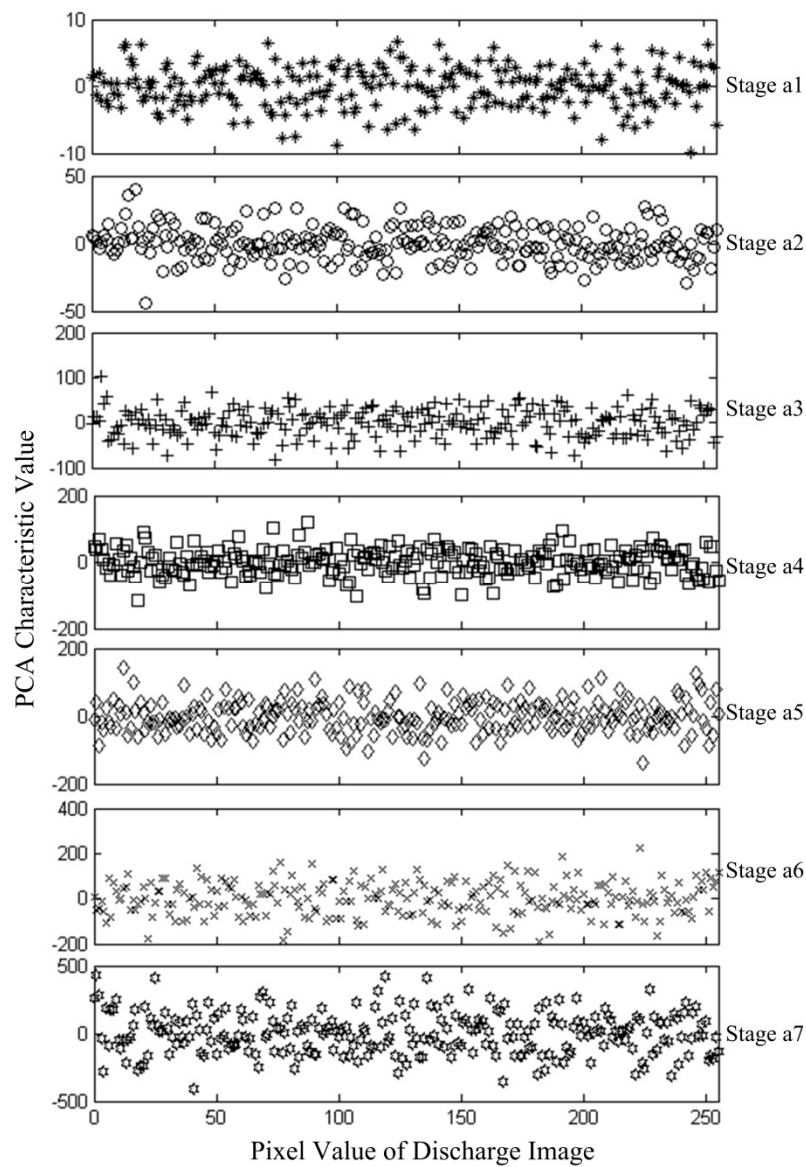 10
0
-10
Stage a1
50
0
-50
Stage a2
200
100
0
-100
Stage a3
200
0
-200
Stage a4
200
0
-200
Stage a5
400
200
0
-200
Stage a6
500
0
-500
Stage a7
0 50 100 150 200 250
PCA Characteristic Value
Pixel Value of Discharge Image